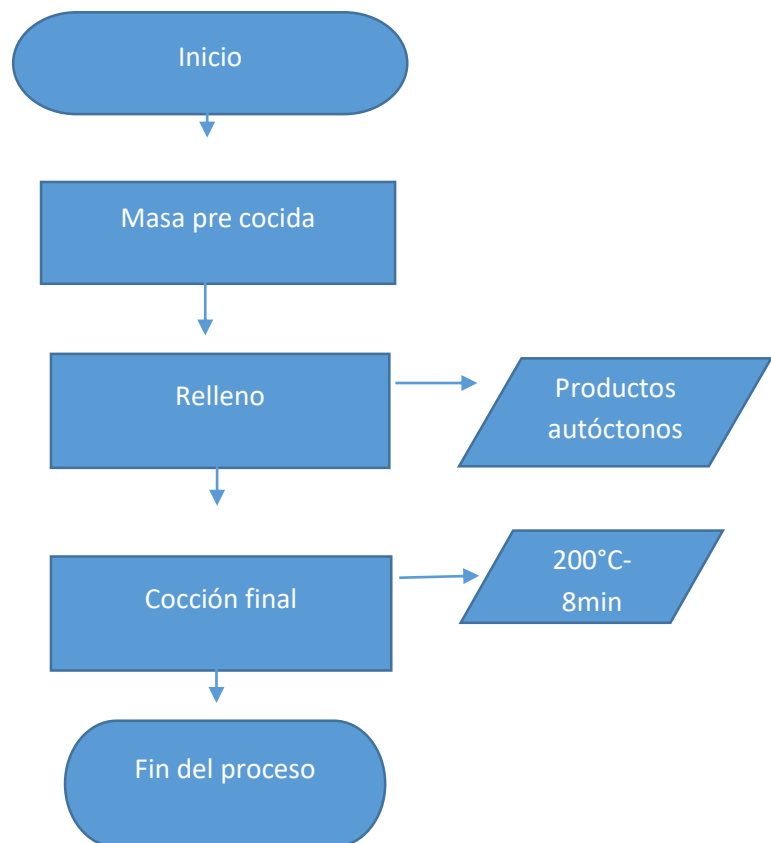 Inicio
Masa pre cocida
Relleno
Productos
autóctonos
Cocción final
200°C-
8min
Fin del proceso